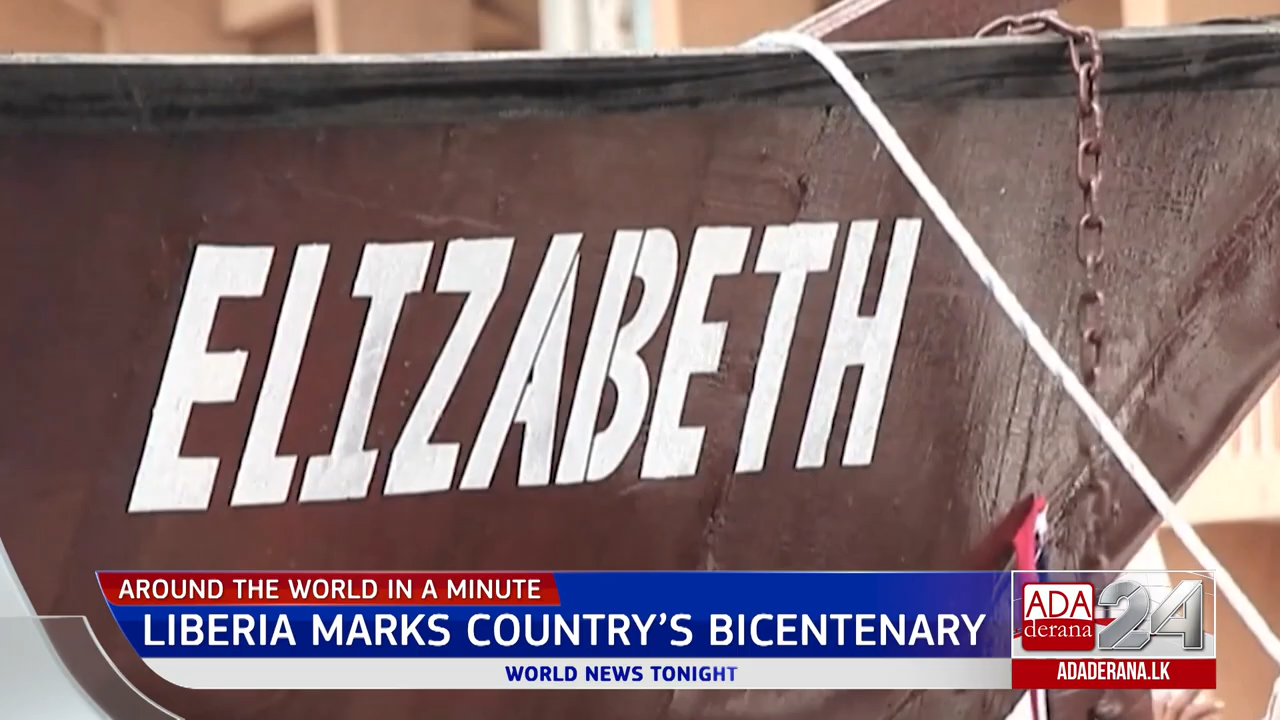 ELIZABETH
AROUND THE WORLD IN A MINUTE
LIBERIA MARKS COUNTRY'S BICENTENARY
WORLD NEWS TONIGHT
ADA
derana
24
ADADERANA.LK